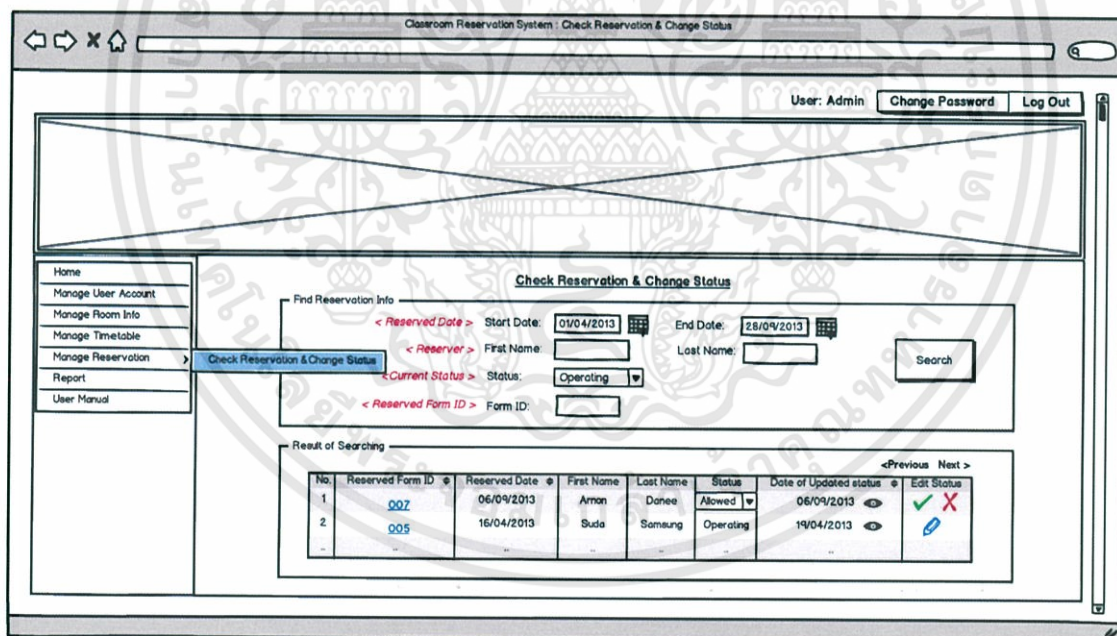 Classroom Reservation System : Check Reservation & Change Status
User: Admin Change Password Log Out
Home
Manage User Account
Manage Room Info
Manage Timetable
Manage Reservation >
Check Reservation & Change Status
Report
User Manual
Check Reservation & Change Status
Find Reservation Info
< Reserved Date > Start Date: 01/04/2013 End Date: 28/09/2013
< Reserver > First Name: Last Name:
<Current Status > Status: Operating
< Reserved Form ID > Form ID:
Search
Result of Searching
<Previous Next >
No. Reserved Form ID Reserved Date First Name Last Name Status Date of Updated status Edit Status
1 007 06/09/2013 Arnon Danee Allowed 06/09/2013
2 005 16/04/2013 Suda Samsung Operating 19/04/2013
.. .. .. .. .. .. ..